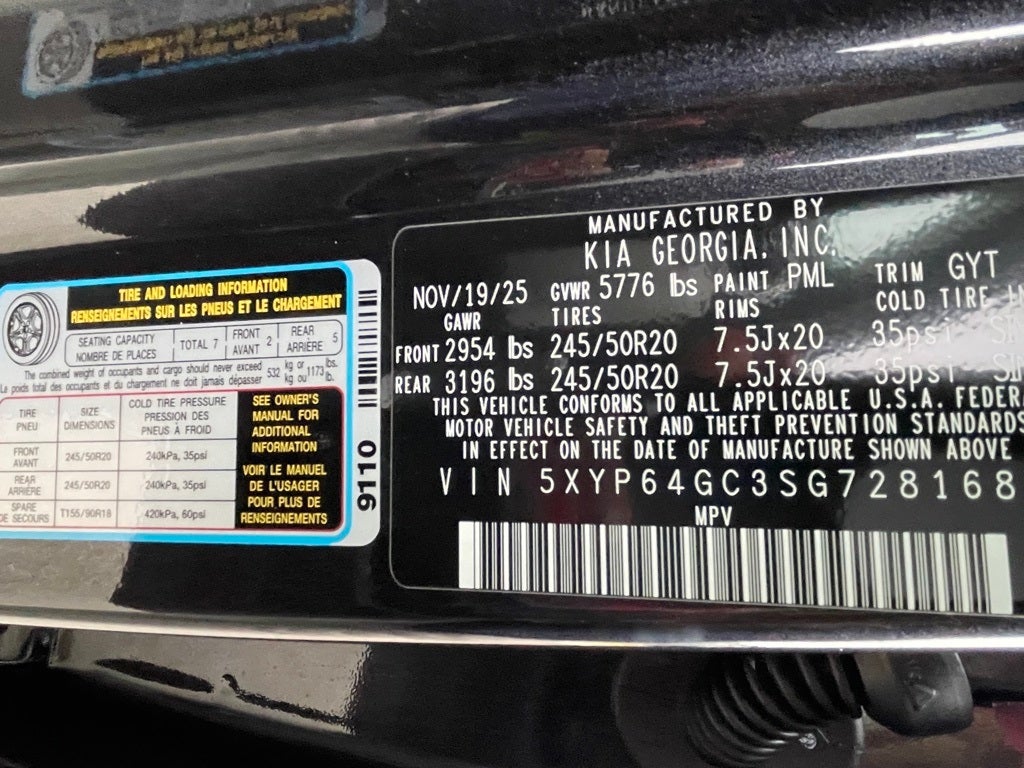 TIRE AND LOADING INFORMATION
RENSEIGNEMENTS SUR LES PNEUS ET LE CHARGEMENT
SEATING CAPACITY
NOMBRE DE PLACES
TOTAL 7
FRONT
AVANT 2
REAR
ARRIÈRE 5
The combined weight of occupants and cargo should never exceed 532 kg or 1173 lbs.
Le poids total des occupants et du chargement ne doit jamais dépasser kg ou lb.
TIRE
PNEU
SIZE
DIMENSIONS
COLD TIRE PRESSURE
PRESSION DES
PNEUS À FROID
FRONT
AVANT
245/50R20
240kPa, 35psi
REAR
ARRIÈRE
245/50R20
240kPa, 35psi
SPARE
DE SECOURS
T155/90R18
420kPa, 60psi
SEE OWNER'S
MANUAL FOR
ADDITIONAL
INFORMATION
VOIR LE MANUEL
DE L'USAGER
POUR PLUS DE
RENSEIGNEMENTS
9110
MANUFACTURED BY
KIA GEORGIA, INC.
NOV/19/25 GVWR 5776 lbs PAINT PML TRIM GYT
GAWR TIRES RIMS COLD TIRE
FRONT 2954 lbs 245/50R20 7.5Jx20 35psi
REAR 3196 lbs 245/50R20 7.5Jx20 35psi
THIS VEHICLE CONFORMS TO ALL APPLICABLE U.S.A. FEDERA
MOTOR VEHICLE SAFETY AND THEFT PREVENTION STANDARDS
IN EFFECT ON THE DATE OF MANUFACTURE SHOWN ABOVE
VIN 5XYP64GC3SG728168
MPV